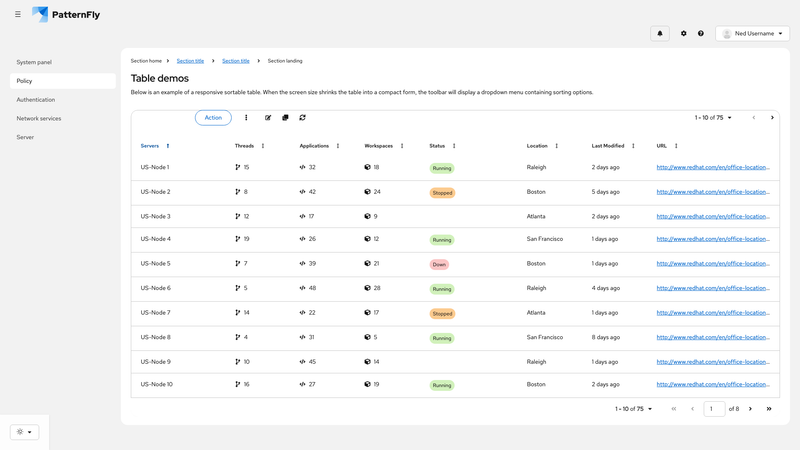 PatternFly
Ned Username
System panel
Policy
Authentication
Network services
Server
Section home Section title Section title Section landing
Table demos
Below is an example of a responsive sortable table. When the screen size shrinks the table into a compact form, the toolbar will display a dropdown menu containing sorting options.
Action 1 - 10 of 75
Servers Threads Applications Workspaces Status Location Last Modified URL
US-Node 1 15 32 18 Running Raleigh 2 days ago http://www.redhat.com/en/office-location...
US-Node 2 8 42 24 Stopped Boston 5 days ago http://www.redhat.com/en/office-location...
US-Node 3 12 17 9 Atlanta 2 days ago http://www.redhat.com/en/office-location...
US-Node 4 19 26 12 Running San Francisco 1 days ago http://www.redhat.com/en/office-location...
US-Node 5 7 39 21 Down Boston 1 days ago http://www.redhat.com/en/office-location...
US-Node 6 5 48 28 Running Raleigh 4 days ago http://www.redhat.com/en/office-location...
US-Node 7 14 22 17 Stopped Atlanta 1 days ago http://www.redhat.com/en/office-location...
US-Node 8 4 31 5 Running San Francisco 8 days ago http://www.redhat.com/en/office-location...
US-Node 9 10 45 14 Raleigh 1 days ago http://www.redhat.com/en/office-location...
US-Node 10 16 27 19 Running Boston 2 days ago http://www.redhat.com/en/office-location...
1 - 10 of 75 1 of 8